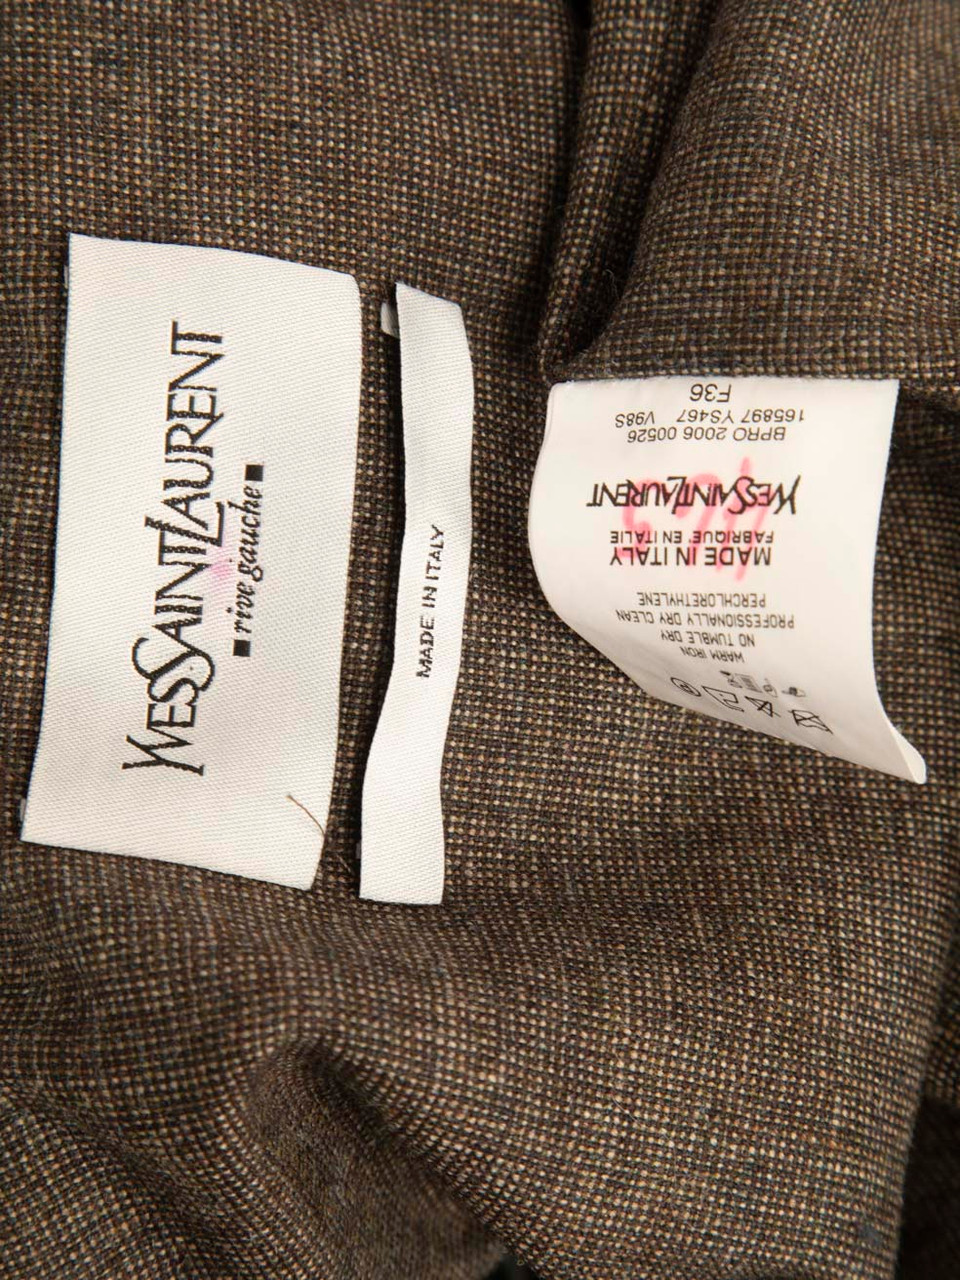 YVESSAINTLAURENT
rive gauche
MADE IN ITALY
F36
165897 YS467 V98S
BPRO 2006 00526
YVESSAINTLAURENT
MADE IN ITALY
FABRIQUE' EN ITALIE
PERCHLORETHYLENE
PROFESSIONALLY DRY CLEAN
NO TUMBLE DRY
WARM IRON